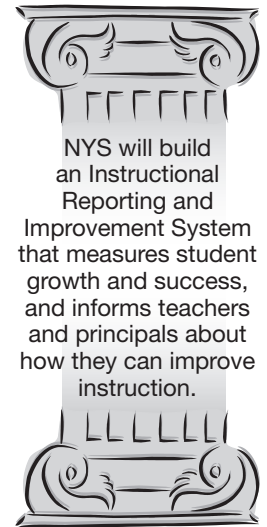 NYS will build
an Instructional
Reporting and
Improvement System
that measures student
growth and success,
and informs teachers
and principals about
how they can improve
instruction.